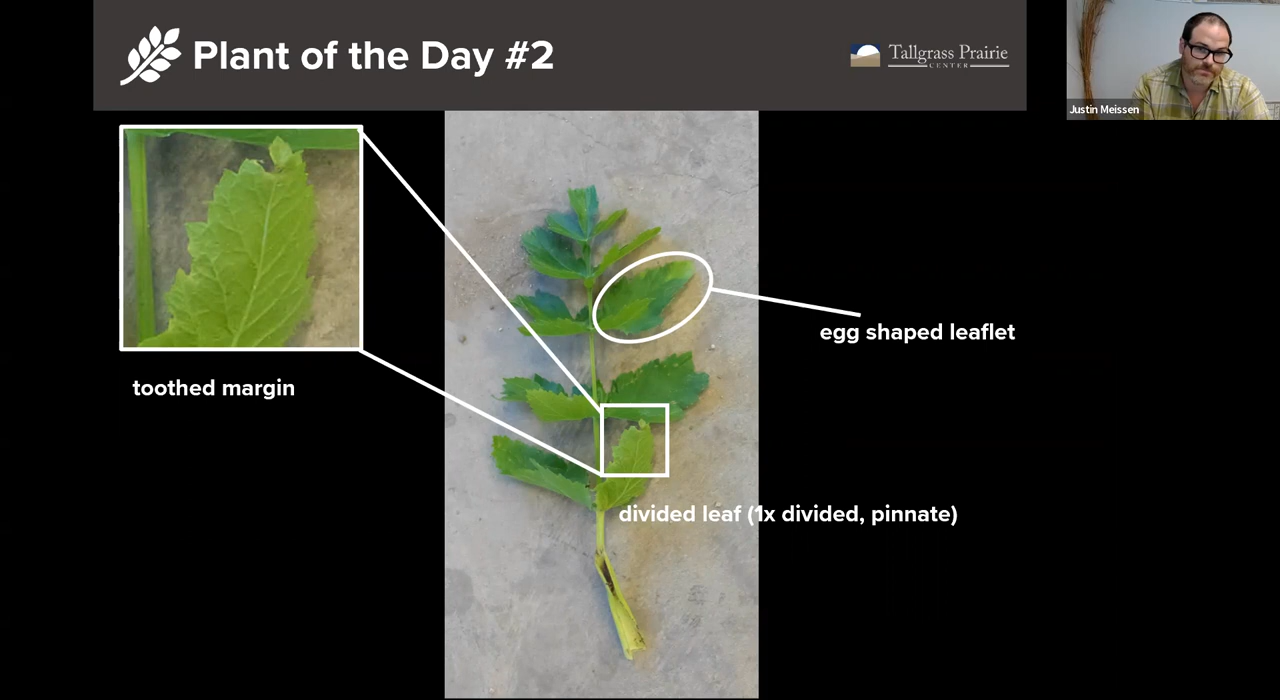 Plant of the Day #2
Tallgrass Prairie
CENTER
Justin Meissen
egg shaped leaflet
toothed margin
divided leaf (1x divided, pinnate)